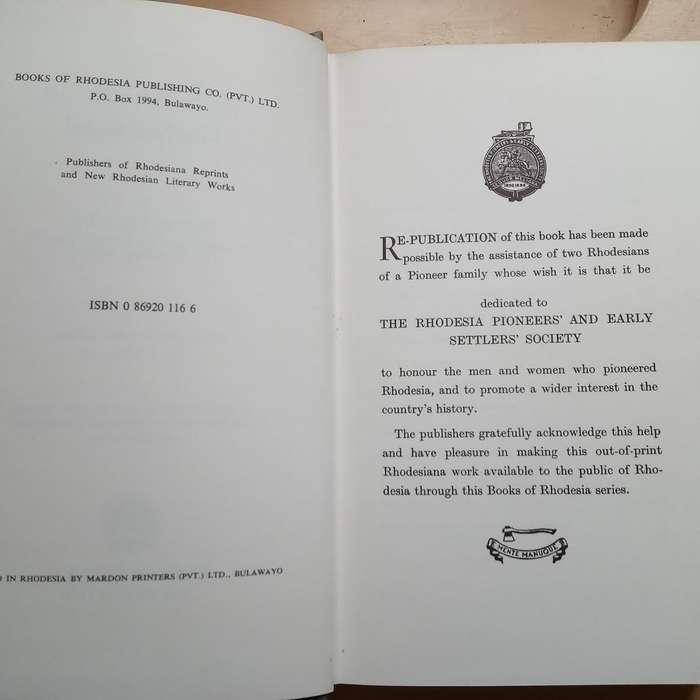 BOOKS OF RHODESIA PUBLISHING CO. (PVT.) LTD.
P.O. Box 1994, Bulawayo.
Publishers of Rhodesiana Reprints
and New Rhodesian Literary Works
ISBN 0 86920 116 6
IN RHODESIA BY MARDON PRINTERS (PVT.) LTD., BULAWAYO
RE-PUBLICATION of this book has been made
possible by the assistance of two Rhodesians
of a Pioneer family whose wish it is that it be
dedicated to
THE RHODESIA PIONEERS' AND EARLY
SETTLERS' SOCIETY
to honour the men and women who pioneered
Rhodesia, and to promote a wider interest in the
country's history.
The publishers gratefully acknowledge this help
and have pleasure in making this out-of-print
Rhodesiana work available to the public of Rho-
desia through this Books of Rhodesia series.
MENTE MANUQUE